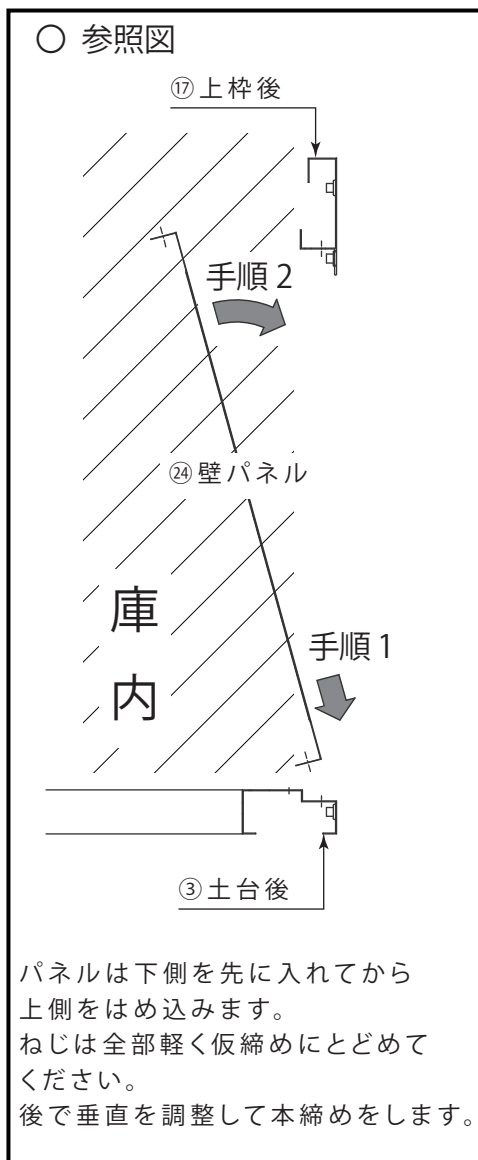 ○ 参照図
⑰上枠後
手順2
㉔壁パネル
庫
内
手順1
③土台後
パネルは下側を先に入れてから
上側をはめ込みます。
ねじは全部軽く仮締めにとどめて
ください。
後で垂直を調整して本締めをします。